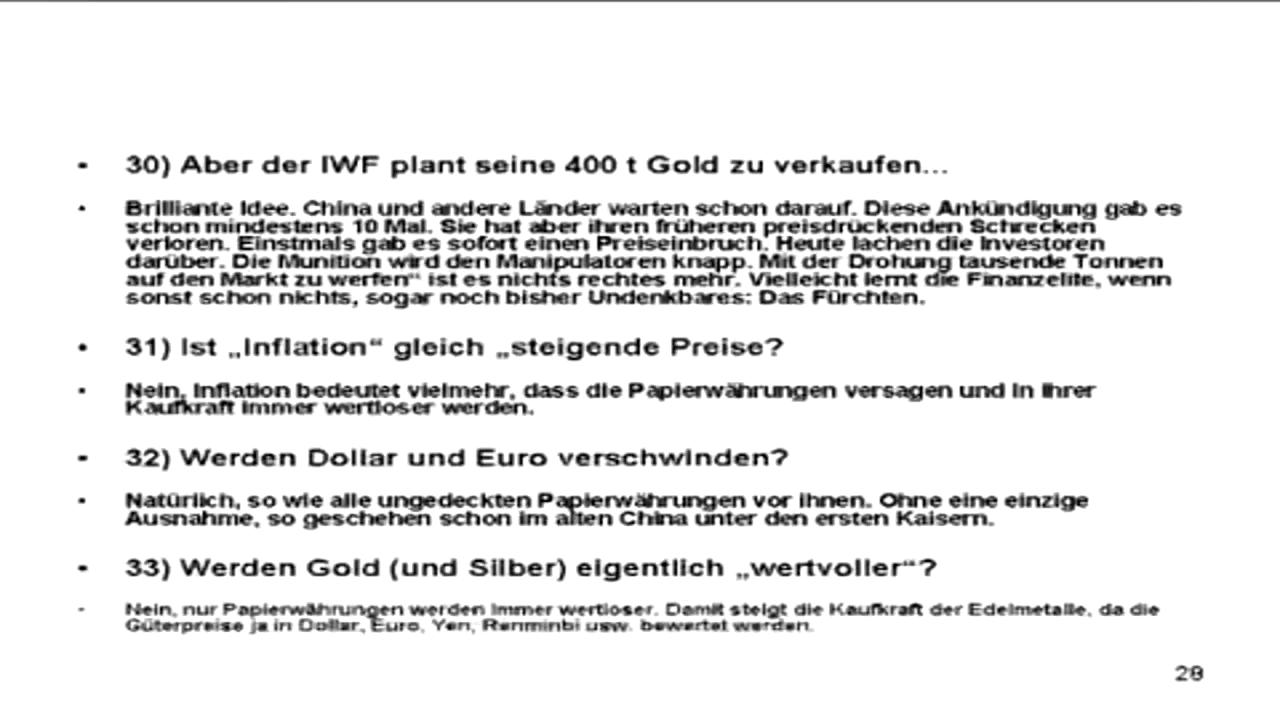 • 30) Aber der IWF plant seine 400 t Gold zu verkaufen...
• Brilliante Idee. China und andere Länder warten schon darauf. Diese Ankündigung gab es
schon mindestens 10 Mal. Sie hat aber ihren früheren preisdrückenden Schrecken
verloren. Einstmals gab es sofort einen Preiseinbruch. Heute lachen die Investoren
darüber. Die Munition wird den Manipulatoren knapp. Mit der Drohung tausende Tonnen
auf den Markt zu werfen“ ist es nichts rechtes mehr. Vielleicht lernt die Finanzelite, wenn
sonst schon nichts, sogar noch bisher Undenkbares: Das Fürchten.
• 31) Ist „Inflation“ gleich „steigende Preise?
• Nein, Inflation bedeutet vielmehr, dass die Papierwährungen versagen und in ihrer
Kaufkraft immer wertloser werden.
• 32) Werden Dollar und Euro verschwinden?
• Natürlich, so wie alle ungedeckten Papierwährungen vor ihnen. Ohne eine einzige
Ausnahme, so geschehen schon im alten China unter den ersten Kaisern.
• 33) Werden Gold (und Silber) eigentlich „wertvoller“?
• Nein, nur Papierwährungen werden immer wertloser. Damit steigt die Kaufkraft der Edelmetalle, da die
Güterpreise ja in Dollar, Euro, Yen, Renminbi usw. bewertet werden.